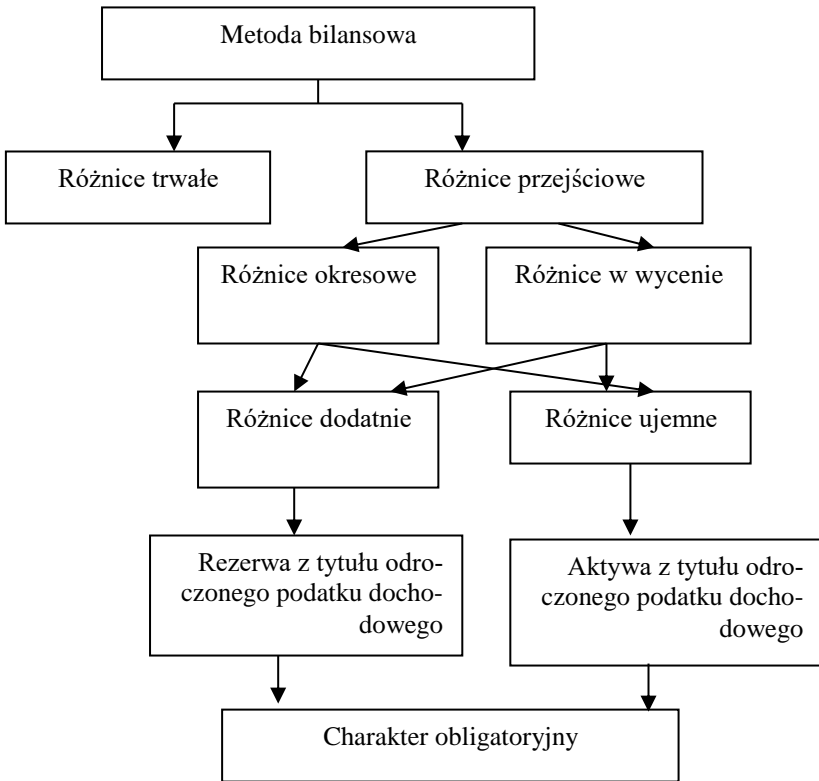 Metoda bilansowa
Różnice trwałe
Różnice przejściowe
Różnice okresowe
Różnice w wycenie
Różnice dodatnie
Różnice ujemne
Rezerwa z tytułu odro-
czonego podatku docho-
dowego
Aktywa z tytułu odro-
czonego podatku docho-
dowego
Charakter obligatoryjny